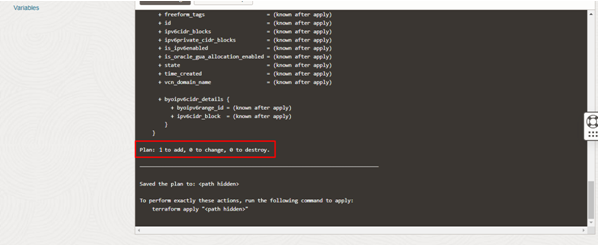 Variables
+ freeform_tags = (known after apply)
+ id = (known after apply)
+ ipv6cidr_blocks = (known after apply)
+ ipv6private_cidr_blocks = (known after apply)
+ is_ipv6enabled = (known after apply)
+ is_oracle_gua_allocation_enabled = (known after apply)
+ state = (known after apply)
+ time_created = (known after apply)
+ vcn_domain_name = (known after apply)
+ byoipv6cidr_details {
+ byoipv6range_id = (known after apply)
+ ipv6cidr_block = (known after apply)
}
}
Plan: 1 to add, 0 to change, 0 to destroy.
Saved the plan to: <path hidden>
To perform exactly these actions, run the following command to apply:
terraform apply "<path hidden>"